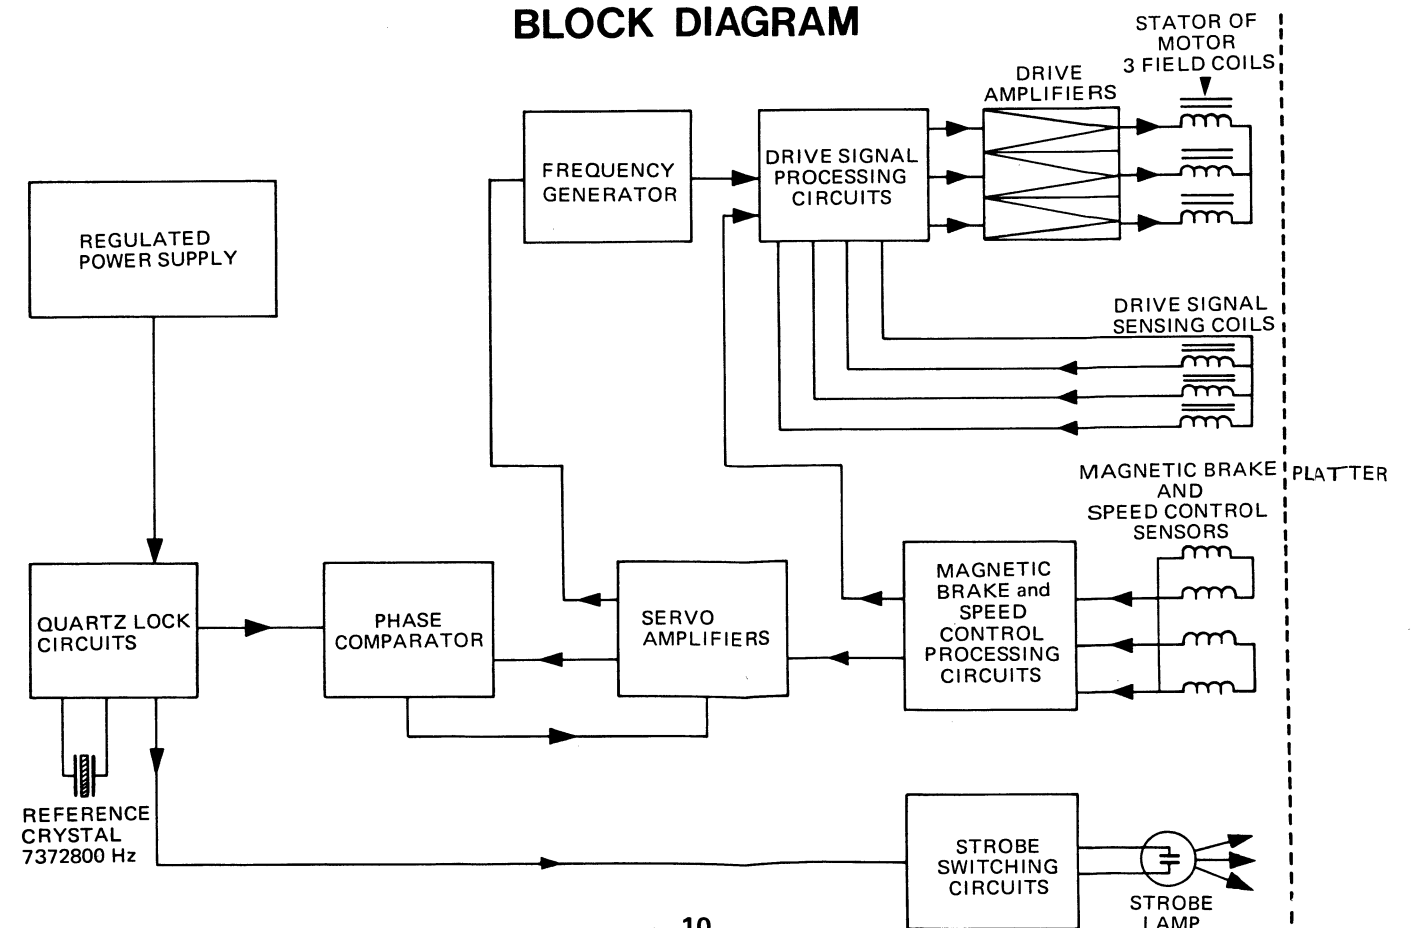 BLOCK DIAGRAM
STATOR OF
MOTOR
3 FIELD COILS
DRIVE
AMPLIFIERS
FREQUENCY
GENERATOR
DRIVE SIGNAL
PROCESSING
CIRCUITS
REGULATED
POWER SUPPLY
DRIVE SIGNAL
SENSING COILS
MAGNETIC BRAKE
AND
SPEED CONTROL
SENSORS
PLATTER
QUARTZ LOCK
CIRCUITS
PHASE
COMPARATOR
SERVO
AMPLIFIERS
MAGNETIC
BRAKE and
SPEED
CONTROL
PROCESSING
CIRCUITS
REFERENCE
CRYSTAL
7372800 Hz
STROBE
SWITCHING
CIRCUITS
STROBE
LAMP
10